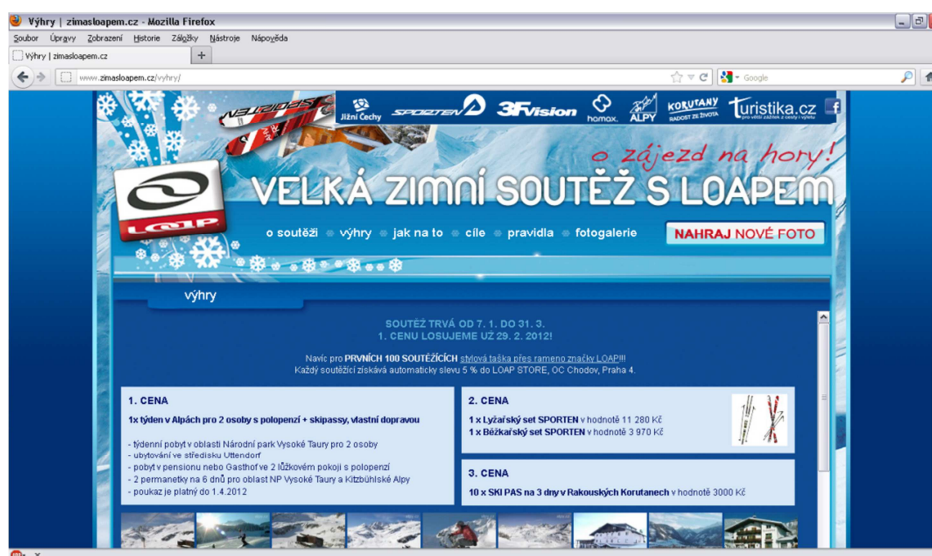 Výhry | zimasloapem.cz - Mozilla Firefox
Soubor Úpravy Zobrazení Historie Záložky Nástroje Nápověda
Výhry | zimasloapem.cz
www.zimasloapem.cz/vyhry/
Google
Jižní Čechy SPORTEN 3FVision hamax. ALPY KORUTANY RADOST ZE ŽIVOTA Turistika.cz
pro větší zážitek z cesty i výletu
o zájezd na hory!
VELKÁ ZIMNÍ SOUTĚŽ S LOAPEM
LOAP
o soutěži výhry jak na to cíle pravidla fotogalerie NAHRAJ NOVÉ FOTO
výhry
SOUTĚŽ TRVÁ OD 7. 1. DO 31. 3.
1. CENU LOSUJEME UŽ 29. 2. 2012!
Navíc pro PRVNÍCH 100 SOUTĚŽÍCÍCH stylová taška přes rameno značky LOAP!!!
Každý soutěžící získává automaticky slevu 5 % do LOAP STORE, OC Chodov, Praha 4.
1. CENA
1x týden v Alpách pro 2 osoby s polopenzí + skipassy, vlastní dopravou
- týdenní pobyt v oblasti Národní park Vysoké Taury pro 2 osoby
- ubytování ve středisku Uttendorf
- pobyt v pensionu nebo Gasthof ve 2 lůžkovém pokoji s polopenzí
- 2 permanetky na 6 dnů pro oblast NP Vysoké Taury a Kitzbühlské Alpy
- poukaz je platný do 1.4.2012
2. CENA
1 x Lyžařský set SPORTEN v hodnotě 11 280 Kč
1 x Běžkařský set SPORTEN v hodnotě 3 970 Kč
3. CENA
10 x SKI PAS na 3 dny v Rakouských Korutanech v hodnotě 3000 Kč